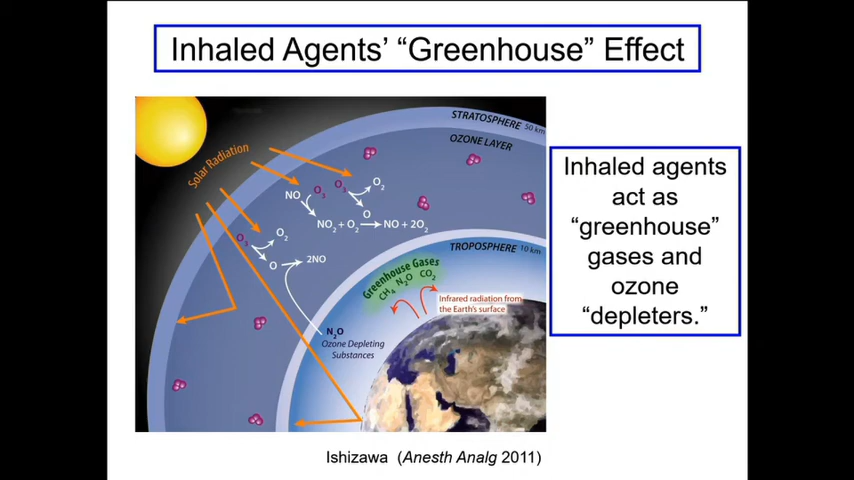 Inhaled Agents’ “Greenhouse” Effect
STRATOSPHERE 50 km
OZONE LAYER
Solar Radiation
NO
O3
O3
O2
O
NO2 + O2 → NO + 2O2
O3
O2
O
2NO
TROPOSPHERE 10 km
Greenhouse Gases
CH4 N2O CO2
Infrared radiation from
the Earth's surface
N2O
Ozone Depleting
Substances
Inhaled agents
act as
“greenhouse”
gases and
ozone
“depleters.”
Ishizawa (Anesth Analg 2011)